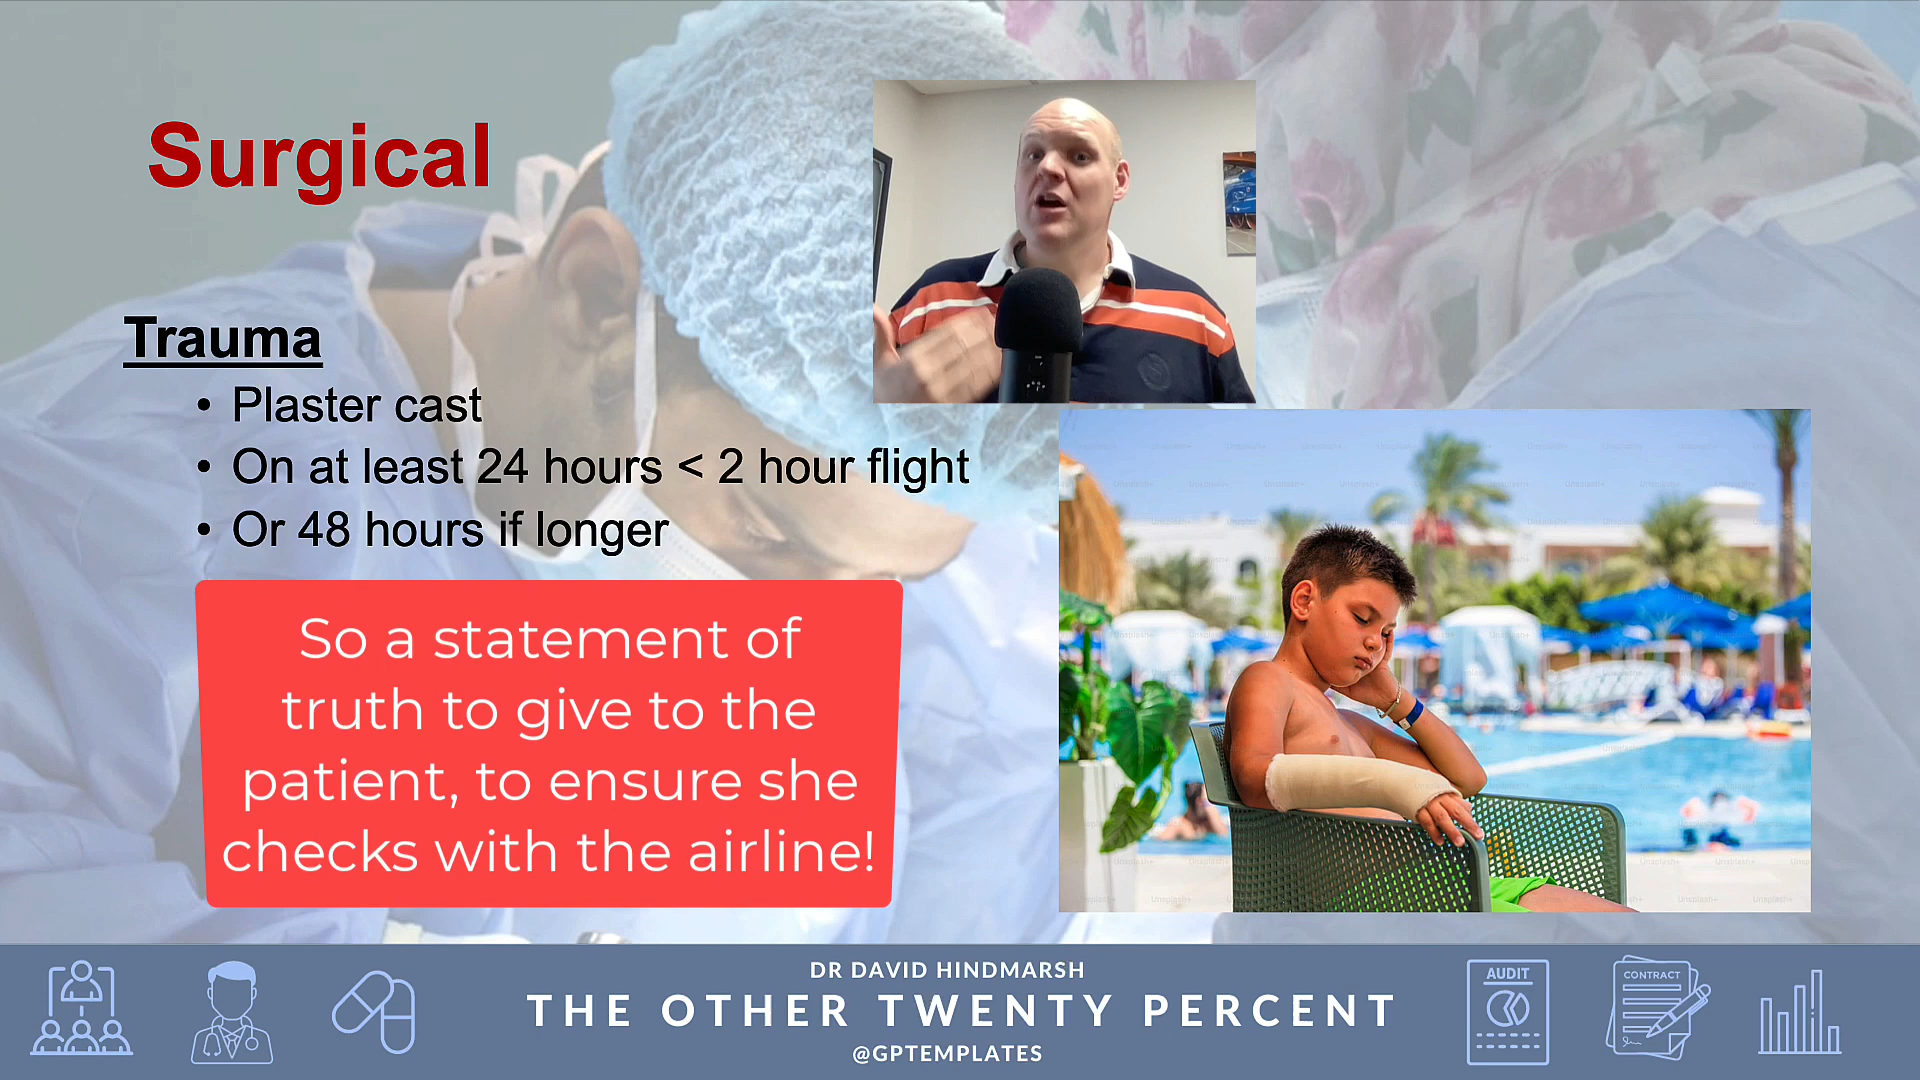 Surgical
Trauma
• Plaster cast
• On at least 24 hours < 2 hour flight
• Or 48 hours if longer
So a statement of
truth to give to the
patient, to ensure she
checks with the airline!
DR DAVID HINDMARSH
THE OTHER TWENTY PERCENT
@GPTEMPLATES
AUDIT
CONTRACT
Unsplash+